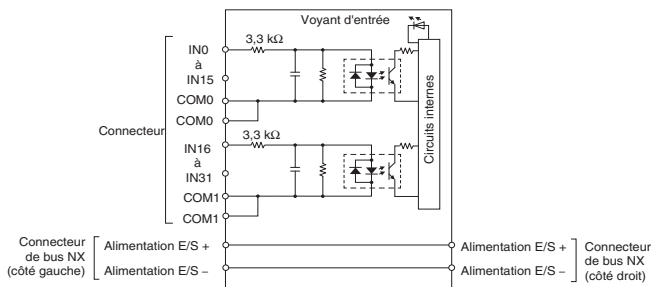 Voyant d'entrée
Connecteur
IN0
à
IN15
COM0
COM0
3,3 kΩ
IN16
à
IN31
COM1
COM1
3,3 kΩ
Circuits internes
Connecteur
de bus NX
(côté gauche)
Alimentation E/S +
Alimentation E/S –
Alimentation E/S +
Alimentation E/S –
Connecteur
de bus NX
(côté droit)